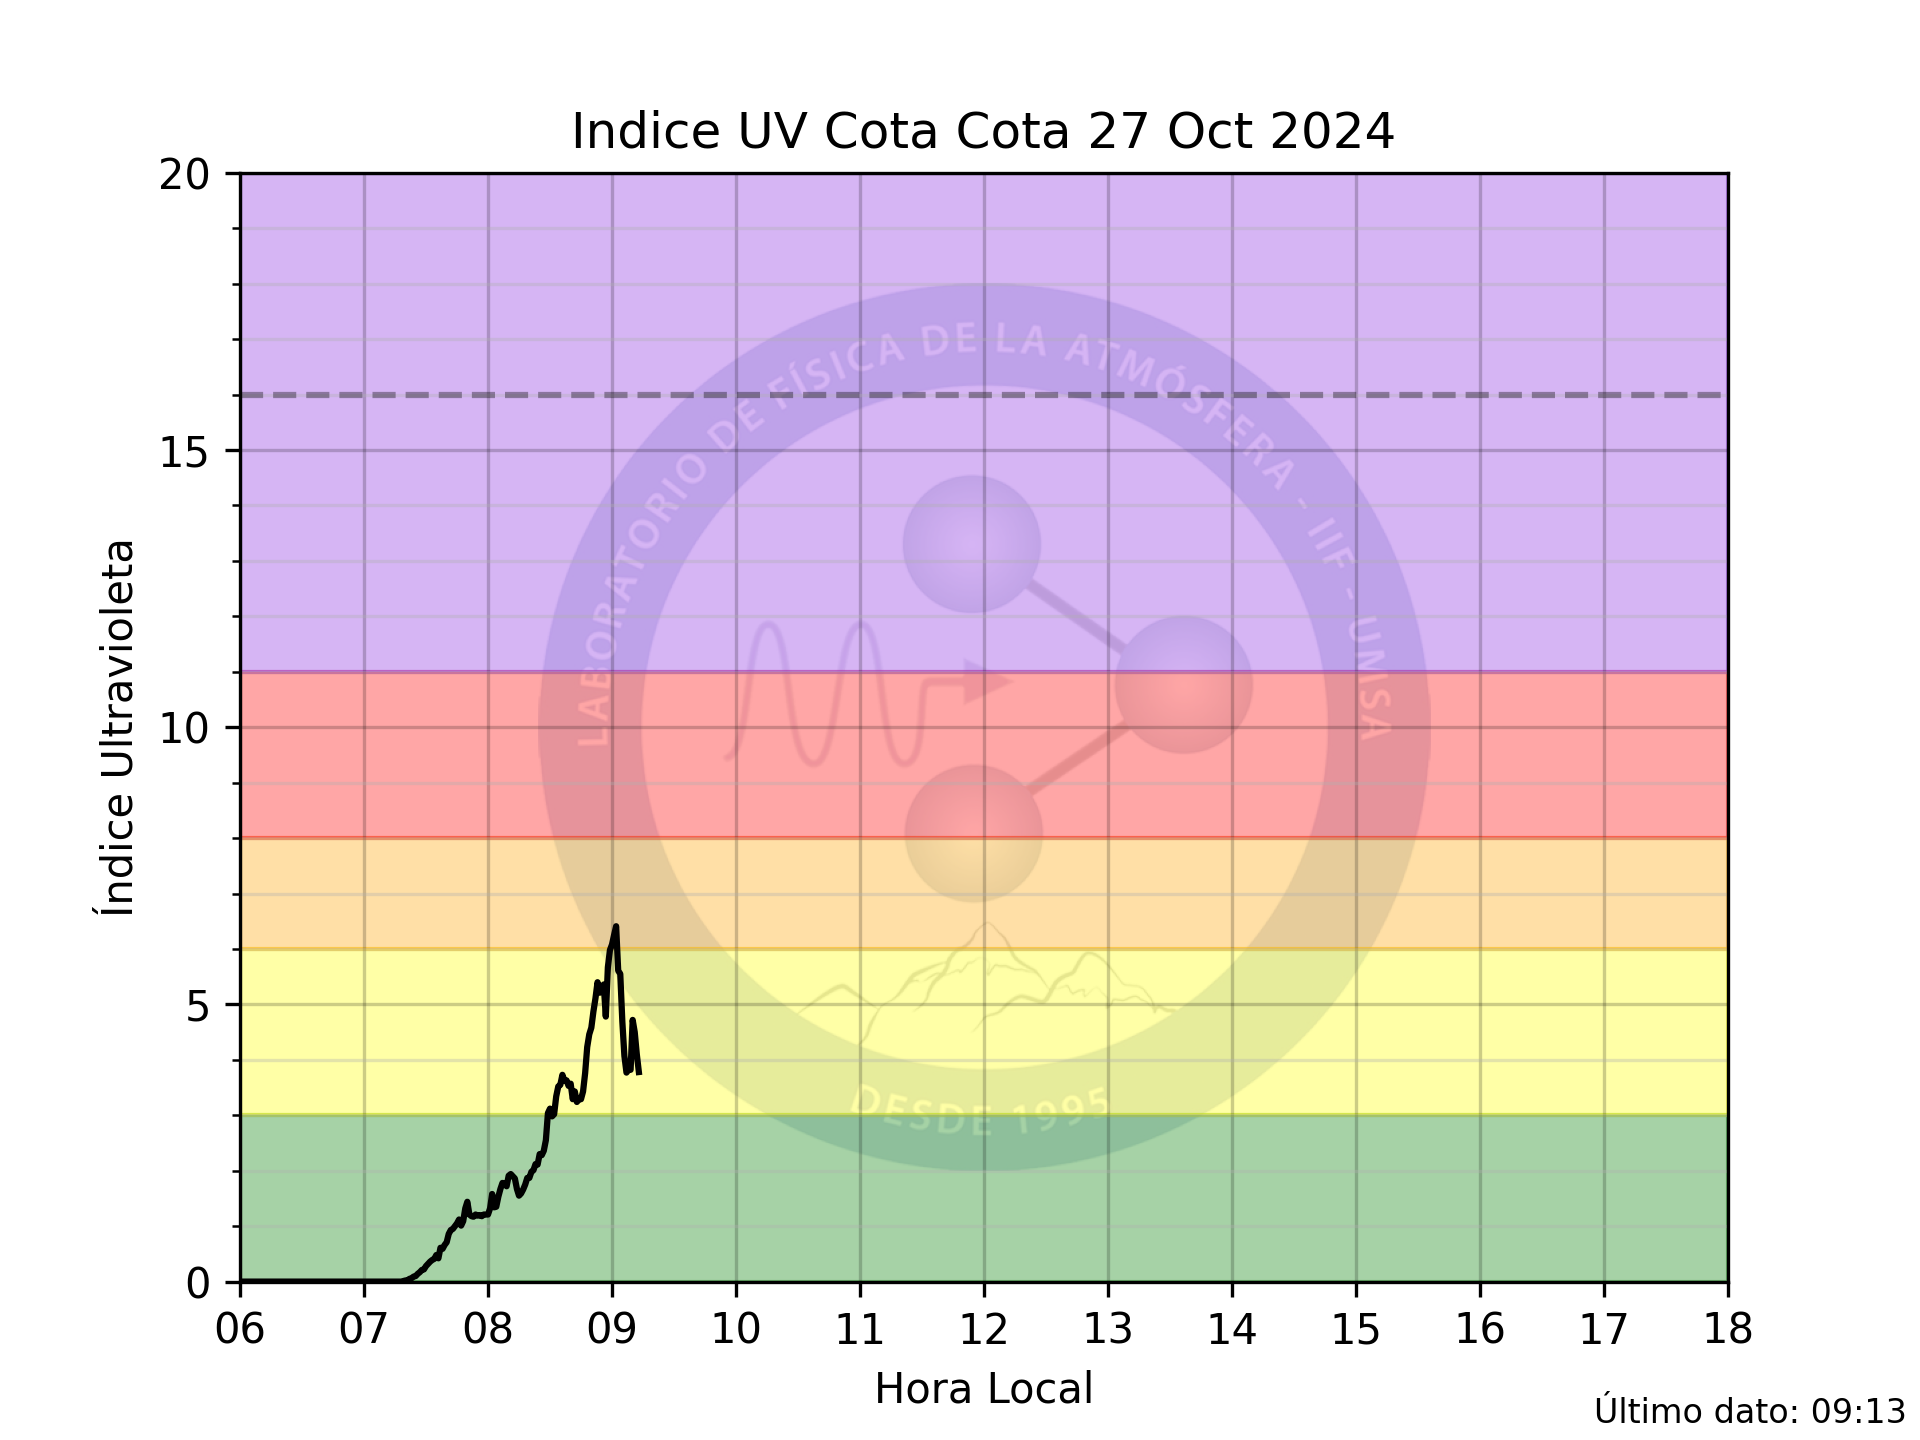 Indice UV Cota Cota 27 Oct 2024
20
15
10
5
0
Índice Ultravioleta
LABORATORIO DE FÍSICA DE LA ATMÓSFERA - IIF - UMSA
DESDE 1995
06 07 08 09 10 11 12 13 14 15 16 17 18
Hora Local
Último dato: 09:13